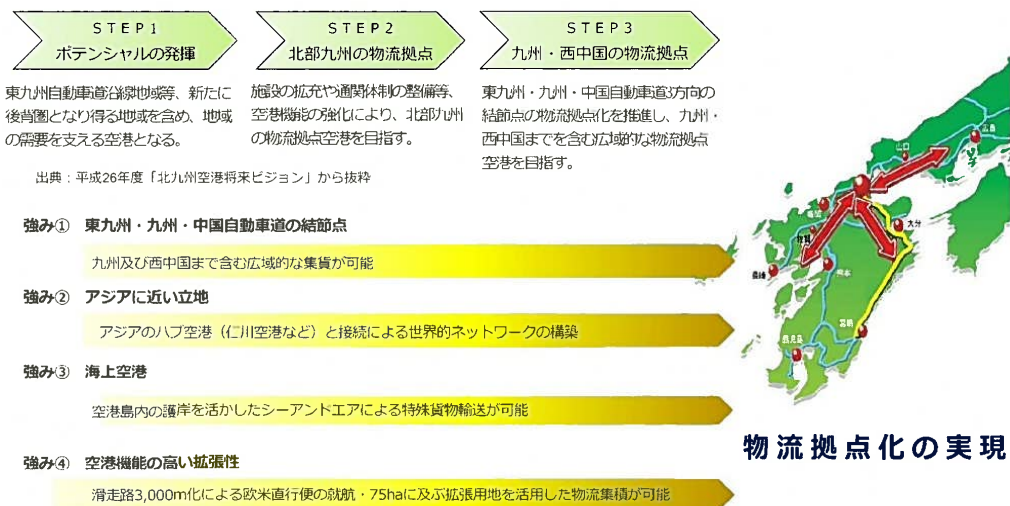 STEP1
ポテンシャルの発揮
東九州自動車道沿線地域等、新たに
後背圏となり得る地域を含め、地域
の需要を支える空港となる。
STEP2
北部九州の物流拠点
施設の拡充や通関体制の整備等、
空港機能の強化により、北部九州
の物流拠点空港を目指す。
STEP3
九州・西中国の物流拠点
東九州・九州・中国自動車道3方向の
結節点の物流拠点化を推進し、九州・
西中国までを含む広域的な物流拠点
空港を目指す。
出典：平成26年度「北九州空港将来ビジョン」から抜粋
強み① 東九州・九州・中国自動車道の結節点
九州及び西中国まで含む広域的な集貨が可能
強み② アジアに近い立地
アジアのハブ空港（仁川空港など）と接続による世界的ネットワークの構築
強み③ 海上空港
空港島内の護岸を活かしたシーアンドエアによる特殊貨物輸送が可能
強み④ 空港機能の高い拡張性
滑走路3,000m化による欧米直行便の就航・75haに及ぶ拡張用地を活用した物流集積が可能
広島
山口
福岡
大分
佐賀
長崎
熊本
宮崎
鹿児島
物流拠点化の実現